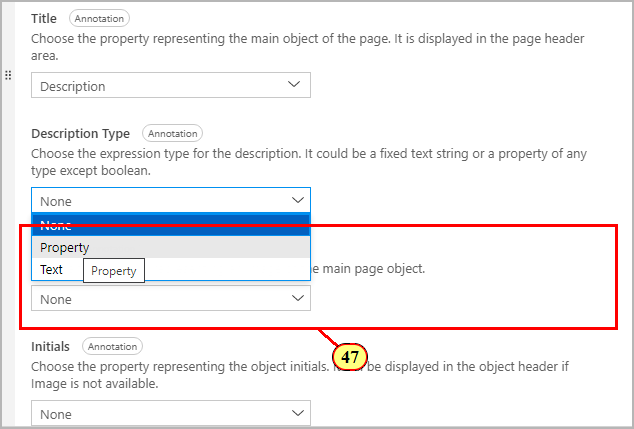 Title Annotation
Choose the property representing the main object of the page. It is displayed in the page header
area.
Description
Description Type Annotation
Choose the expression type for the description. It could be a fixed text string or a property of any
type except boolean.
None
None
Property
Text Property main page object.
None
47
Initials Annotation
Choose the property representing the object initials. be displayed in the object header if
Image is not available.
None